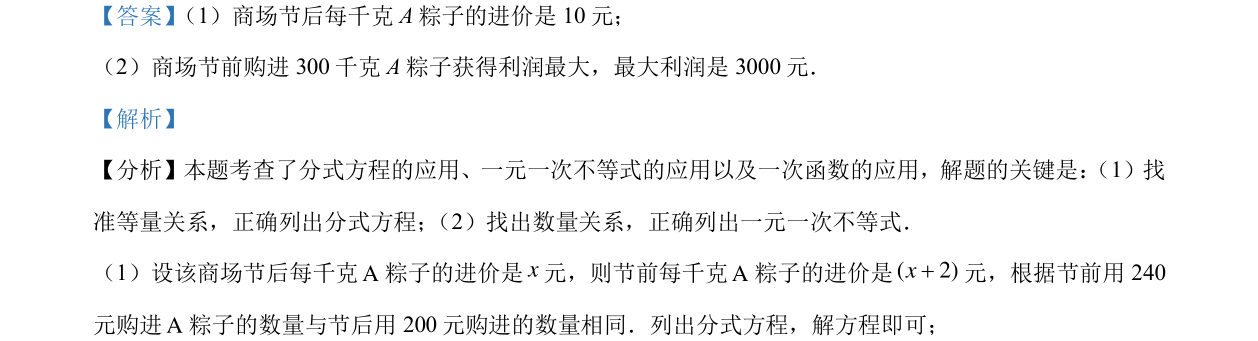 【答案】（1）商场节后每千克 A 粽子的进价是 10 元；
（2）商场节前购进 300 千克 A 粽子获得利润最大，最大利润是 3000 元．
【解析】
【分析】本题考查了分式方程的应用、一元一次不等式的应用以及一次函数的应用，解题的关键是：（1）找
准等量关系，正确列出分式方程；（2）找出数量关系，正确列出一元一次不等式．
（1）设该商场节后每千克 A 粽子的进价是 x 元，则节前每千克 A 粽子的进价是 (x + 2) 元，根据节前用 240
元购进 A 粽子的数量与节后用 200 元购进的数量相同．列出分式方程，解方程即可；